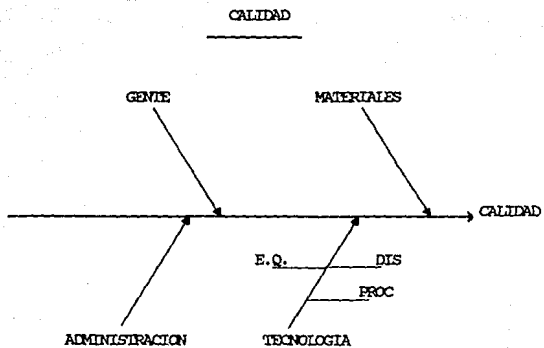 CALIDAD
GENTE MATERIALES
CALIDAD
E.Q. DIS
PROC
ADMINISTRACION TECNOLOGIA